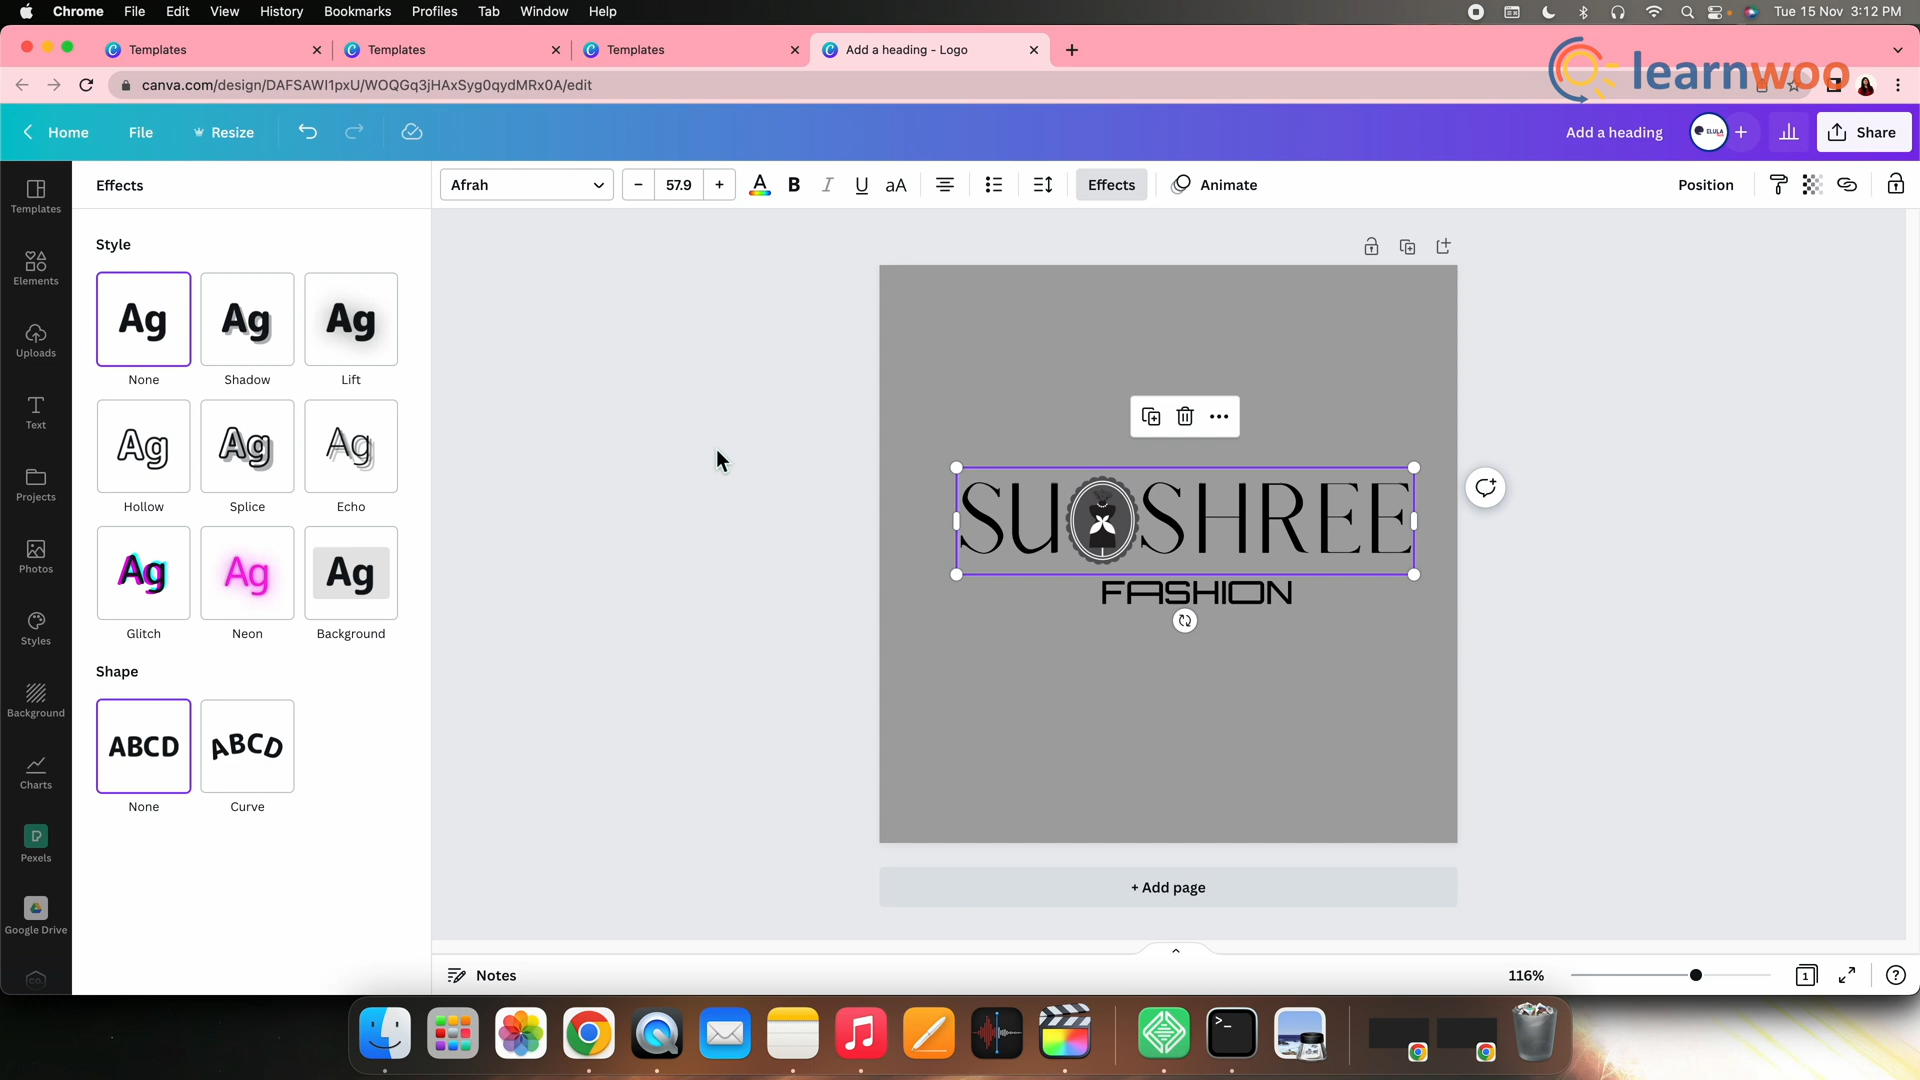 Chrome File Edit View History Bookmarks Profiles Tab Window Help
Tue 15 Nov 3:12 PM
Templates
Templates
Templates
Add a heading - Logo
learnwoo
canva.com/design/DAFSAWI1pxU/WOQGq3jHAxSyg0qydMRx0A/edit
Home File Resize
Add a heading
ELULA
Share
Effects
Afrah
57.9
A B I U aA
Effects
Animate
Position
Templates
Elements
Uploads
Text
Projects
Photos
Styles
Background
Charts
Pexels
Google Drive
co.
Style
Ag Ag Ag
None Shadow Lift
Ag Ag Ag
Hollow Splice Echo
Ag Ag Ag
Glitch Neon Background
Shape
ABCD ABCD
None Curve
SU SHREE
FASHION
+ Add page
Notes
116%
1